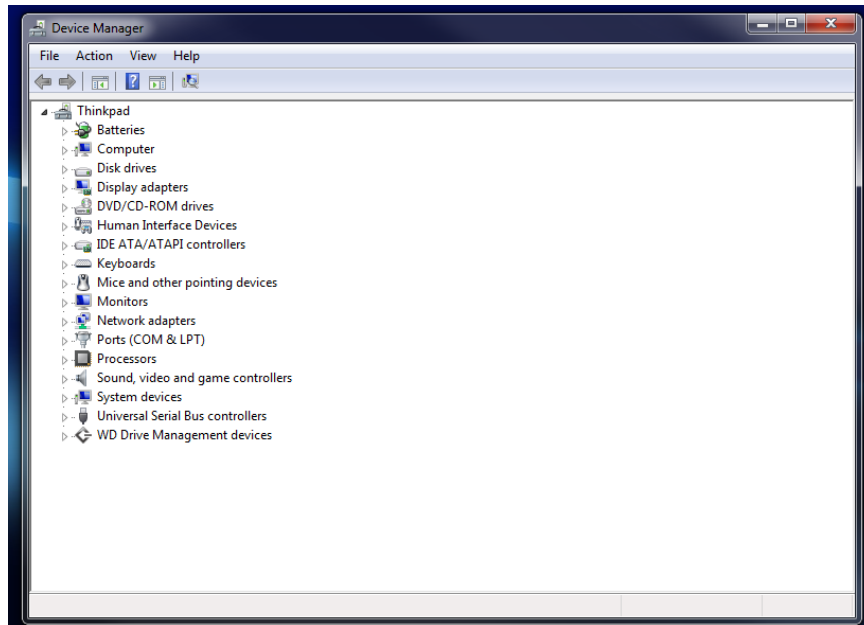 Device Manager
File Action View Help
Thinkpad
Batteries
Computer
Disk drives
Display adapters
DVD/CD-ROM drives
Human Interface Devices
IDE ATA/ATAPI controllers
Keyboards
Mice and other pointing devices
Monitors
Network adapters
Ports (COM & LPT)
Processors
Sound, video and game controllers
System devices
Universal Serial Bus controllers
WD Drive Management devices